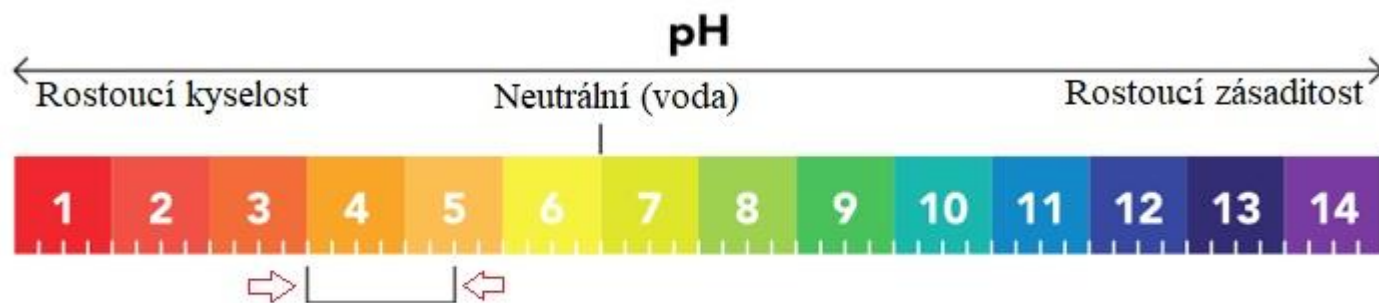 pH
Rostoucí kyselost Neutrální (voda) Rostoucí zásaditost
1 2 3 4 5 6 7 8 9 10 11 12 13 14